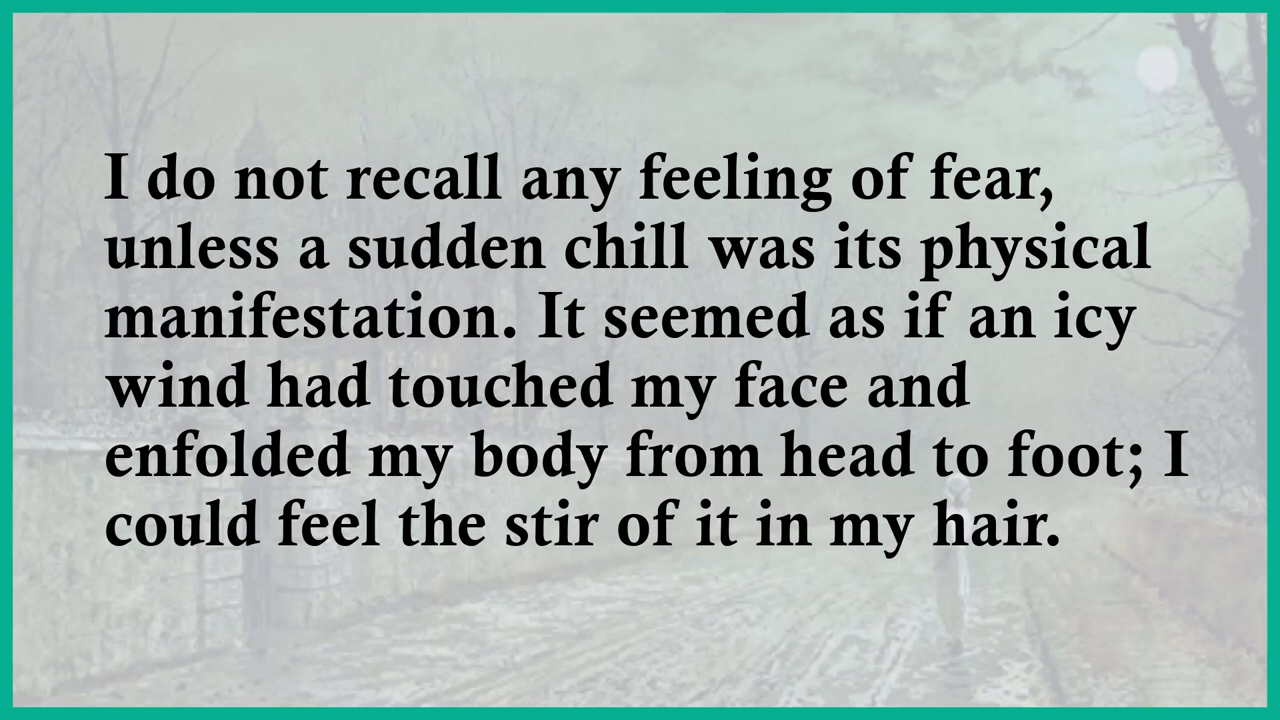 I do not recall any feeling of fear,
unless a sudden chill was its physical
manifestation. It seemed as if an icy
wind had touched my face and
enfolded my body from head to foot; I
could feel the stir of it in my hair.